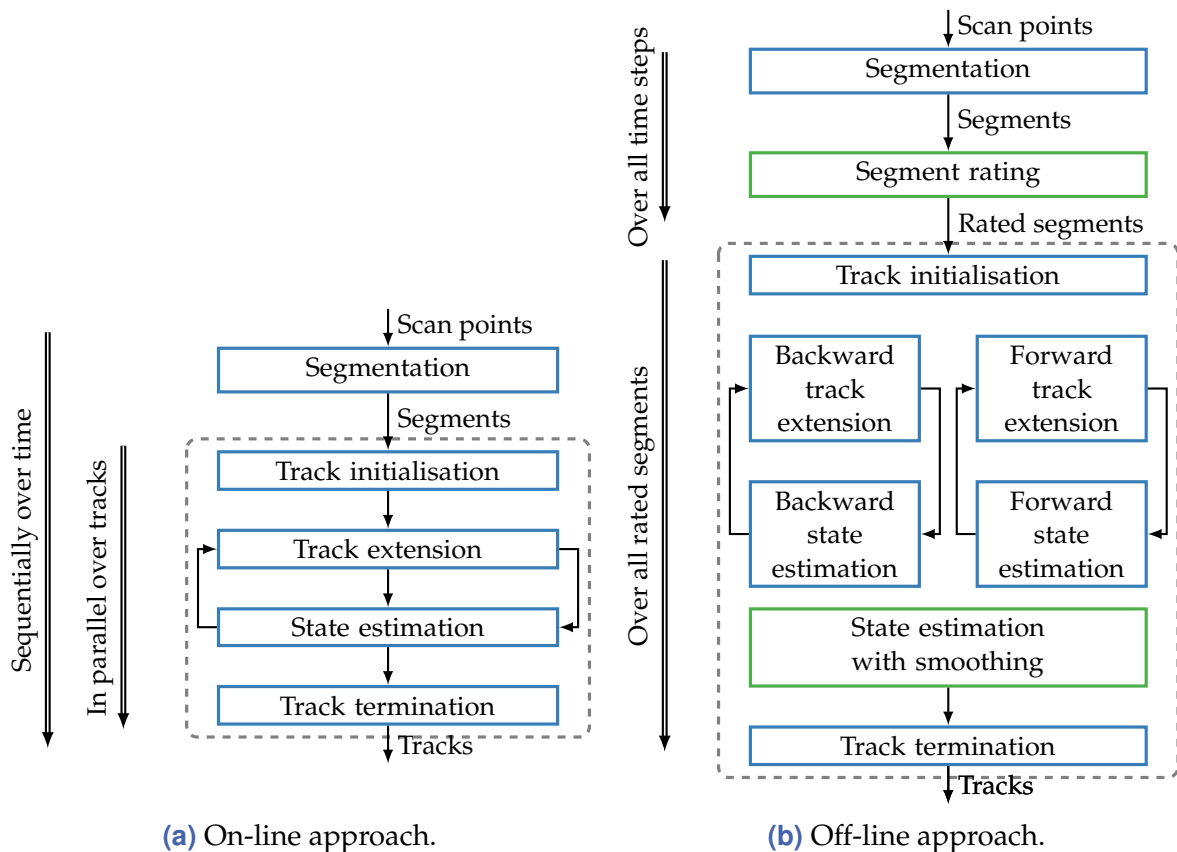 Sequentially over time
In parallel over tracks
Scan points
Segmentation
Segments
Track initialisation
Track extension
State estimation
Track termination
Tracks
(a) On-line approach.
Over all time steps
Over all rated segments
Scan points
Segmentation
Segments
Segment rating
Rated segments
Track initialisation
Backward
track
extension
Forward
track
extension
Backward
state
estimation
Forward
state
estimation
State estimation
with smoothing
Track termination
Tracks
(b) Off-line approach.